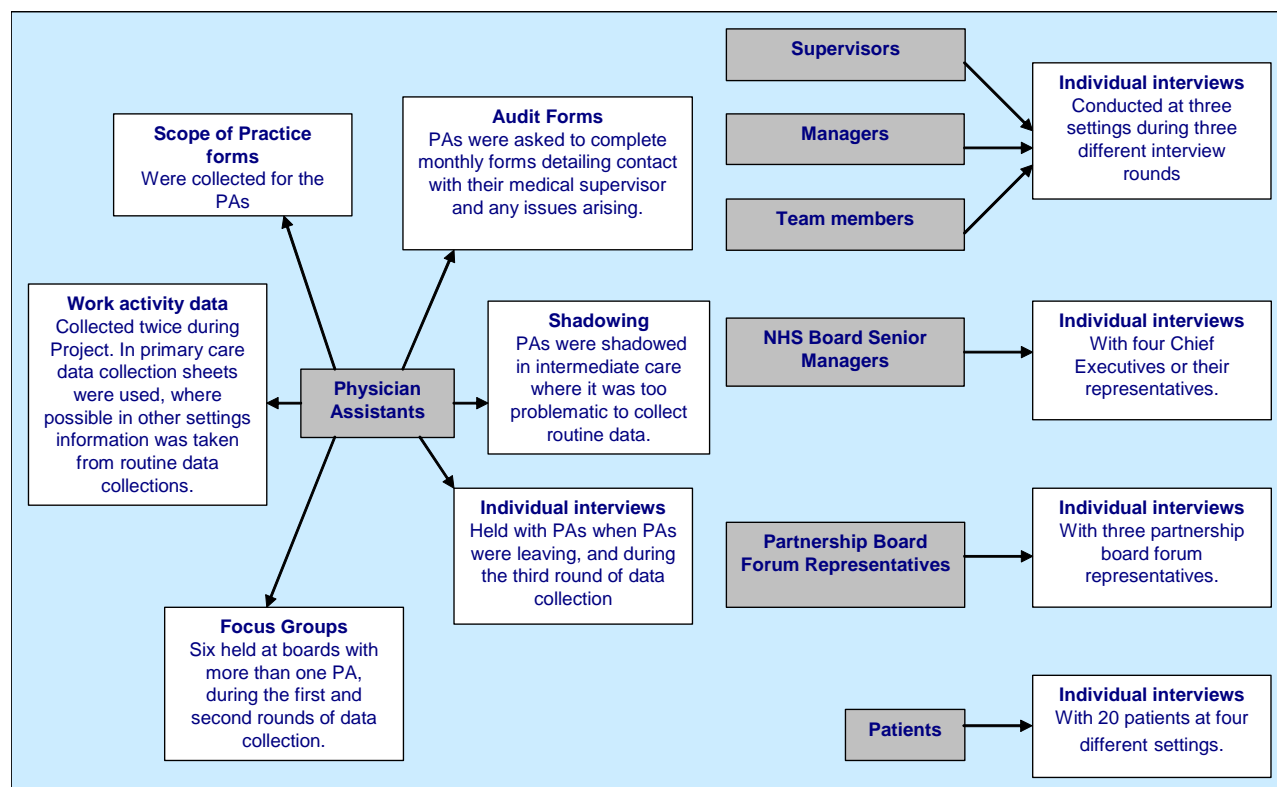 Scope of Practice
forms
Were collected for the
PAs
Audit Forms
PAs were asked to complete
monthly forms detailing contact
with their medical supervisor
and any issues arising.
Work activity data
Collected twice during
Project. In primary care
data collection sheets
were used, where
possible in other settings
information was taken
from routine data
collections.
Physician
Assistants
Shadowing
PAs were shadowed
in intermediate care
where it was too
problematic to collect
routine data.
Individual interviews
Held with PAs when PAs
were leaving, and during
the third round of data
collection
Focus Groups
Six held at boards with
more than one PA,
during the first and
second rounds of data
collection.
Supervisors
Managers
Team members
Individual interviews
Conducted at three
settings during three
different interview
rounds
NHS Board Senior
Managers
Individual interviews
With four Chief
Executives or their
representatives.
Partnership Board
Forum Representatives
Individual interviews
With three partnership
board forum
representatives.
Patients
Individual interviews
With 20 patients at four
different settings.